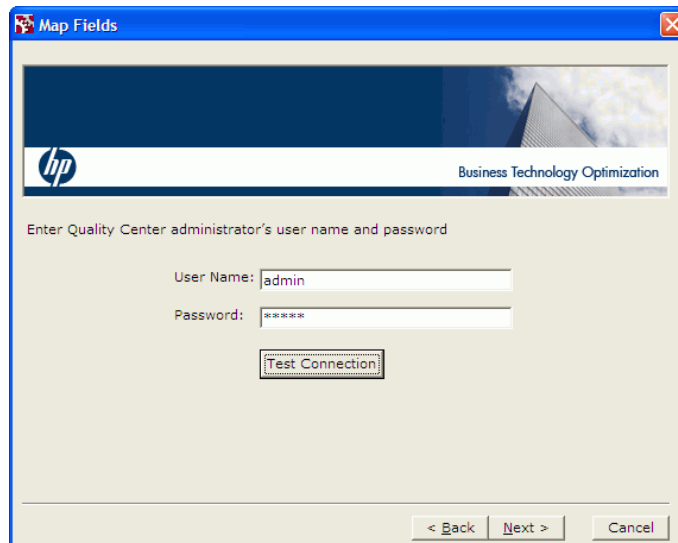 Map Fields
hp
Business Technology Optimization
Enter Quality Center administrator's user name and password
User Name: admin
Password: *****
Test Connection
< Back Next > Cancel